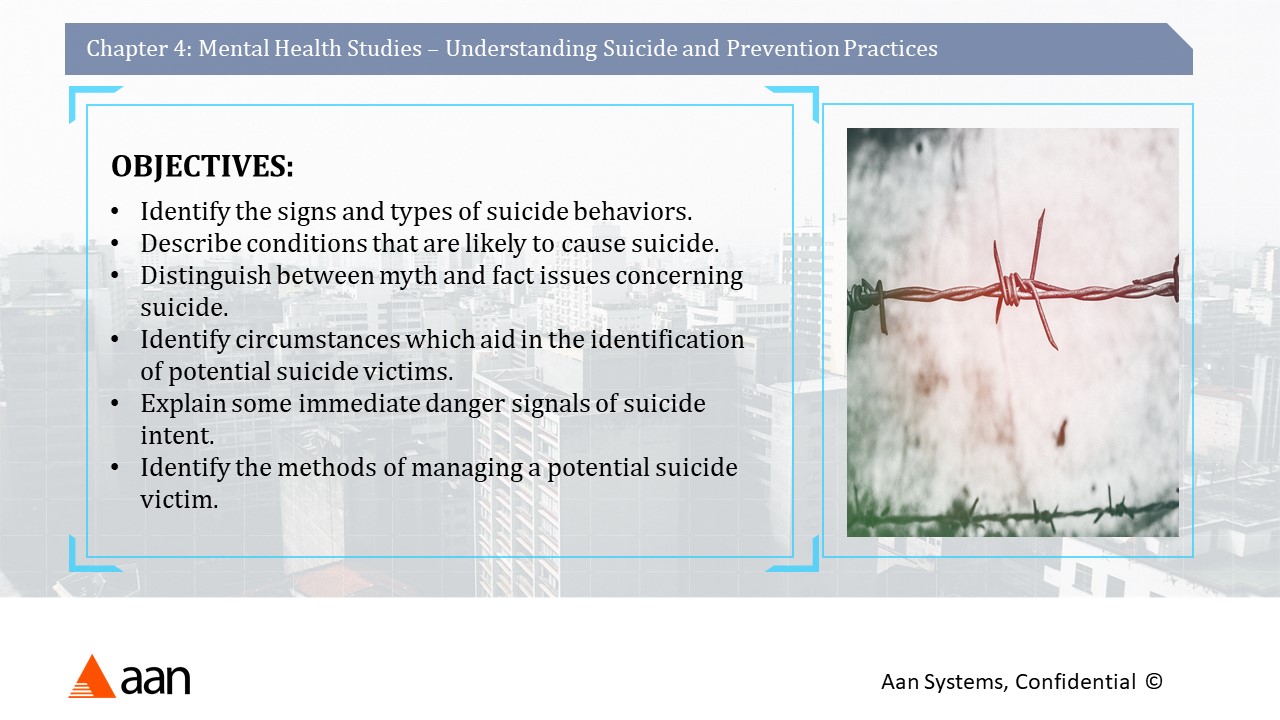 Chapter 4: Mental Health Studies – Understanding Suicide and Prevention Practices
OBJECTIVES:
• Identify the signs and types of suicide behaviors.
• Describe conditions that are likely to cause suicide.
• Distinguish between myth and fact issues concerning
suicide.
• Identify circumstances which aid in the identification
of potential suicide victims.
• Explain some immediate danger signals of suicide
intent.
• Identify the methods of managing a potential suicide
victim.
aan
Aan Systems, Confidential ©